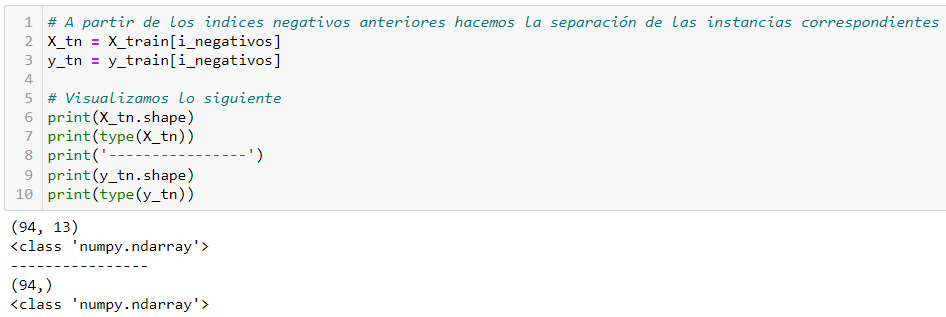 1 # A partir de los indices negativos anteriores hacemos la separación de las instancias correspondientes
2 X_tn = X_train[i_negativos]
3 y_tn = y_train[i_negativos]
4
5 # Visualizamos lo siguiente
6 print(X_tn.shape)
7 print(type(X_tn))
8 print('----------------')
9 print(y_tn.shape)
10 print(type(y_tn))
(94, 13)
<class 'numpy.ndarray'>
----------------
(94,)
<class 'numpy.ndarray'>